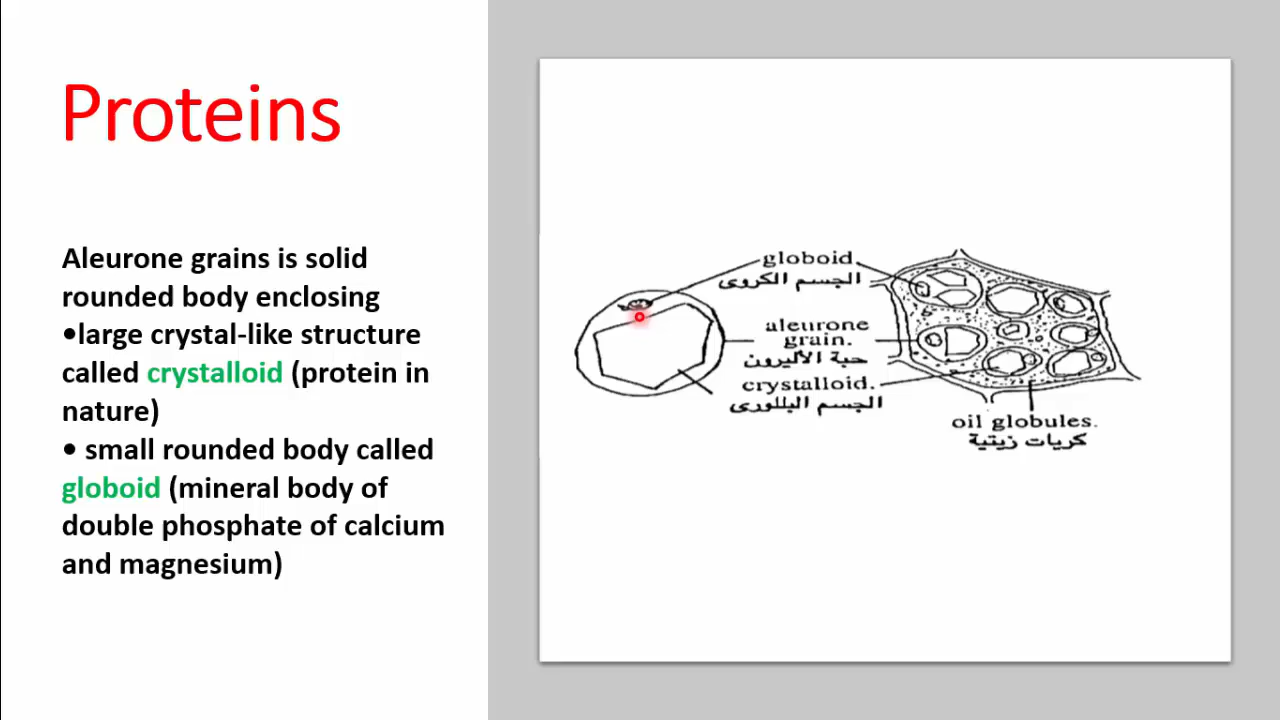 Proteins
Aleurone grains is solid
rounded body enclosing
•large crystal-like structure
called crystalloid (protein in
nature)
• small rounded body called
globoid (mineral body of
double phosphate of calcium
and magnesium)
globoid
الجسم الكروى
aleurone
grain.
حبة الأليرون
crystalloid.
الجسم البللورى
oil globules.
كريات زيتية